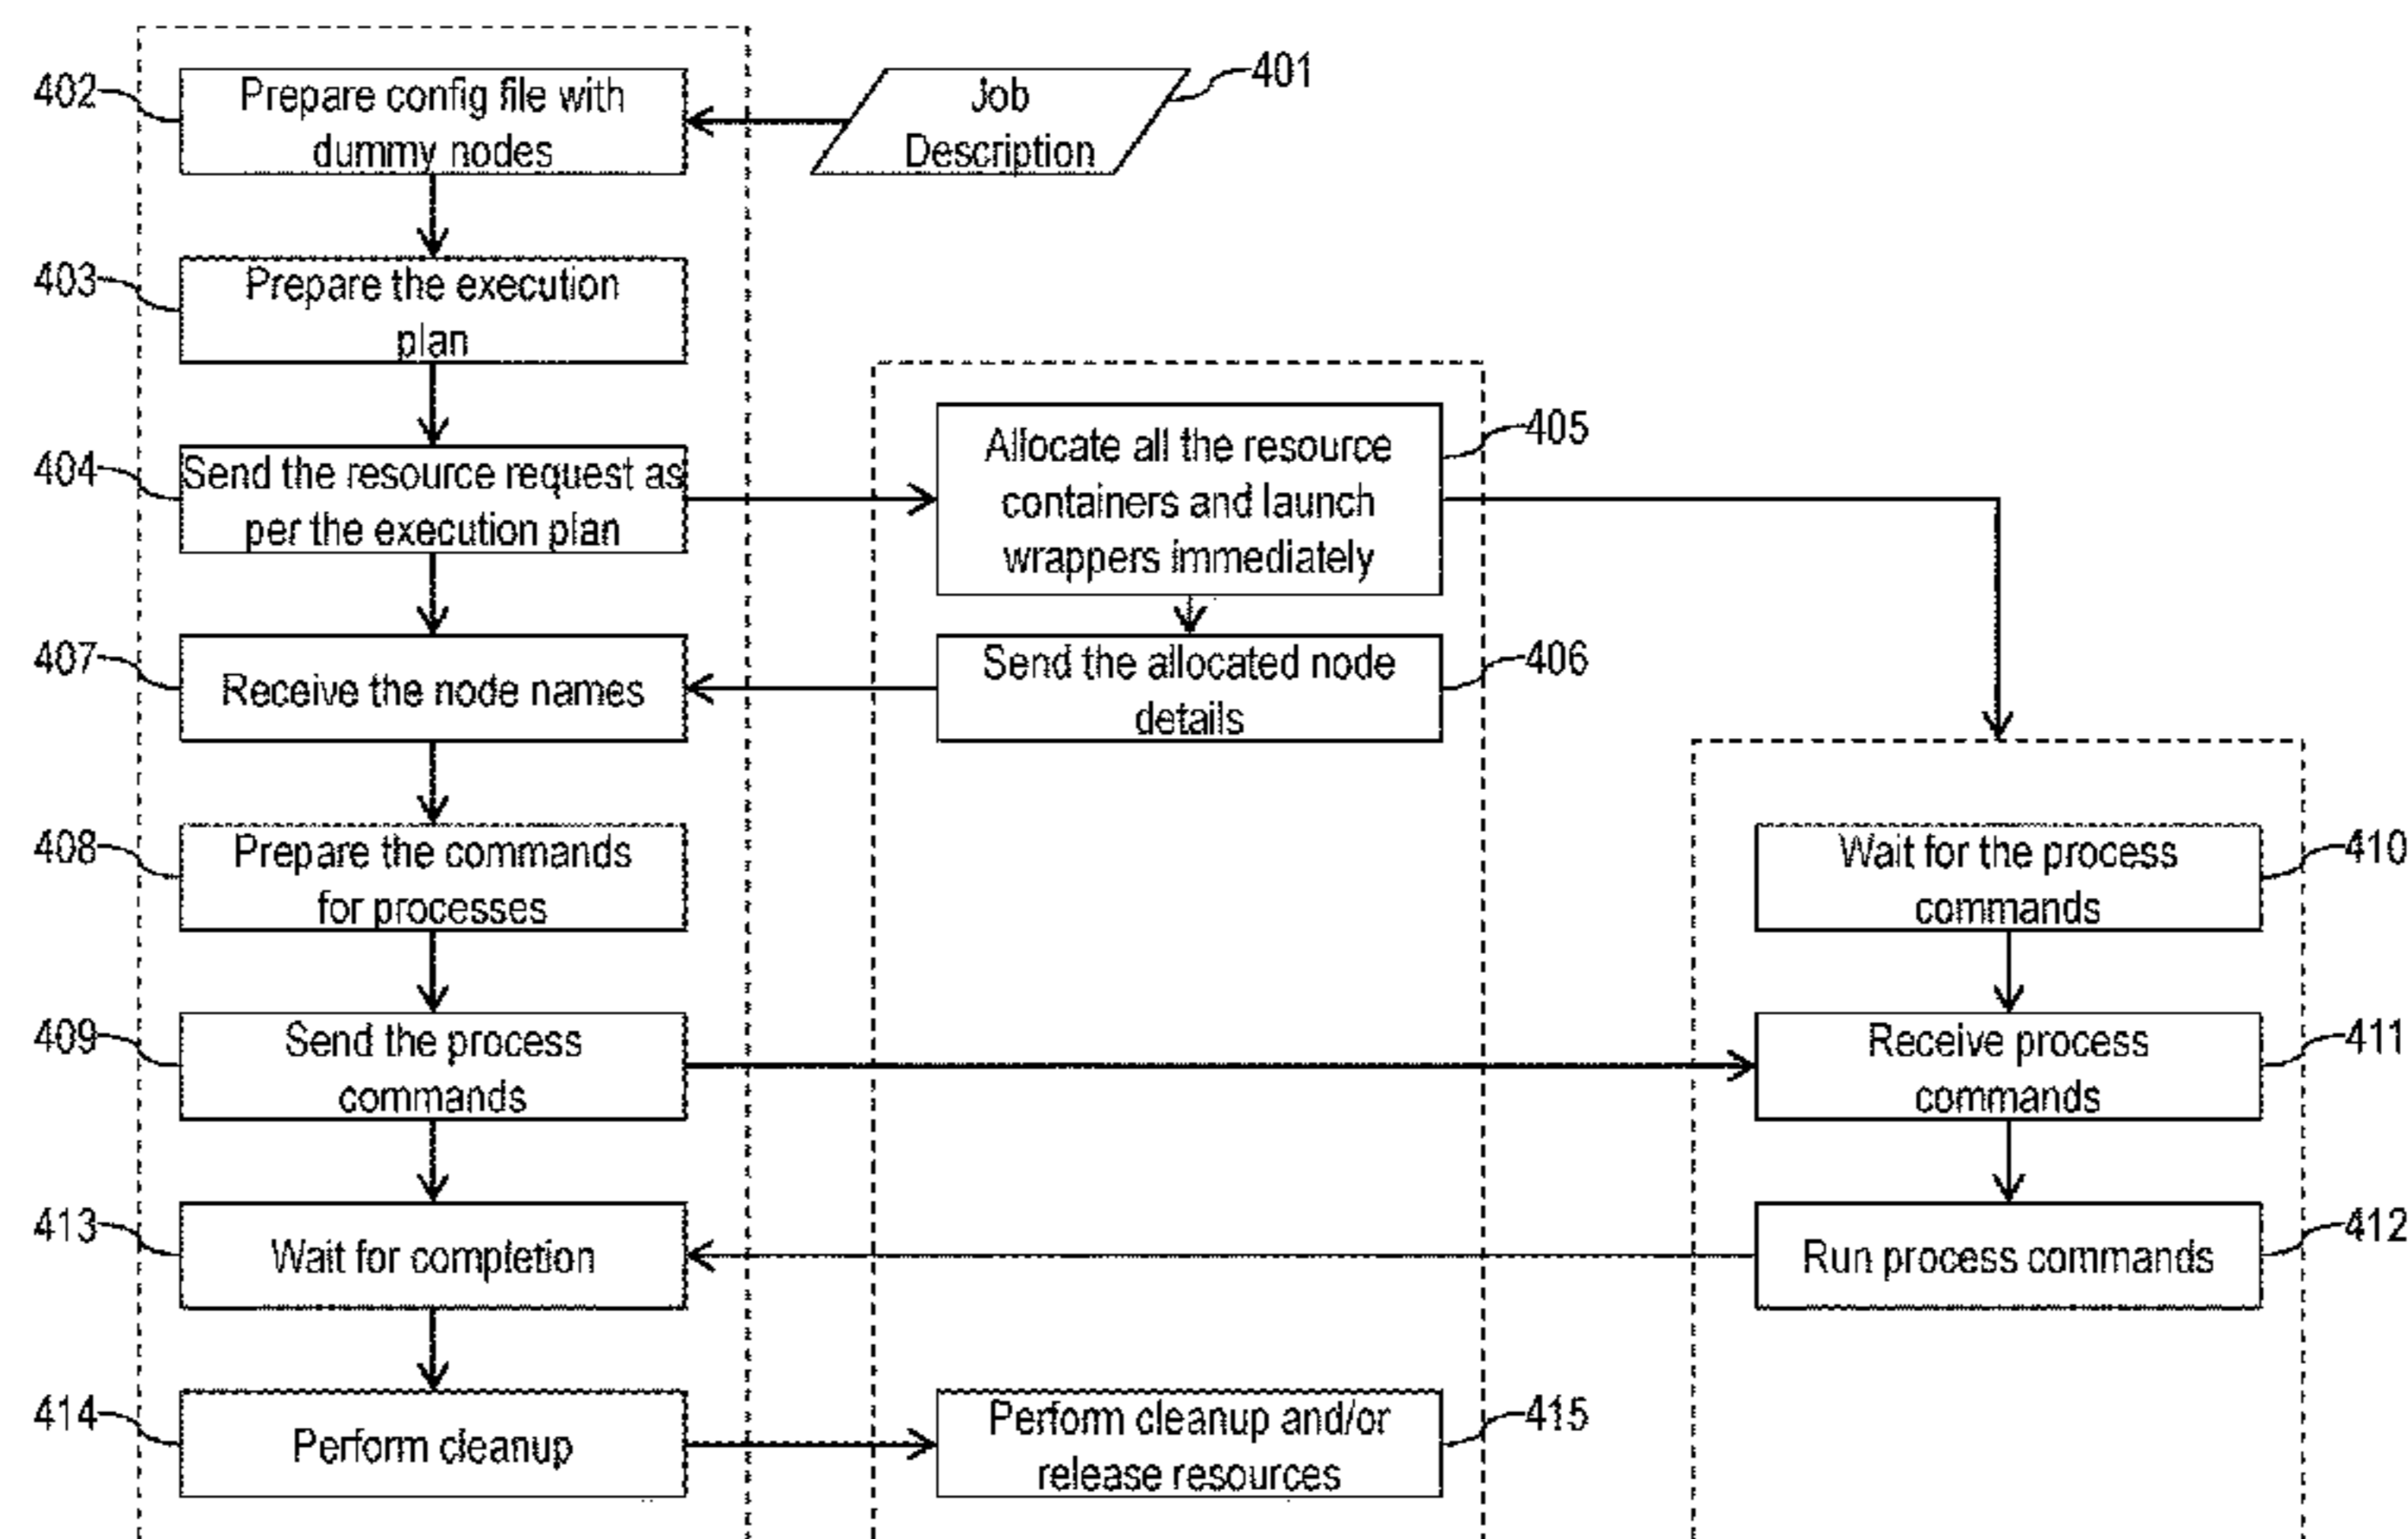 402
Prepare config file with
dummy nodes
Job
Description
401
403
Prepare the execution
plan
404
Send the resource request as
per the execution plan
Allocate all the resource
containers and launch
wrappers immediately
405
407
Receive the node names
Send the allocated node
details
406
408
Prepare the commands
for processes
Wait for the process
commands
410
409
Send the process
commands
Receive process
commands
411
413
Wait for completion
Run process commands
412
414
Perform cleanup
Perform cleanup and/or
release resources
415